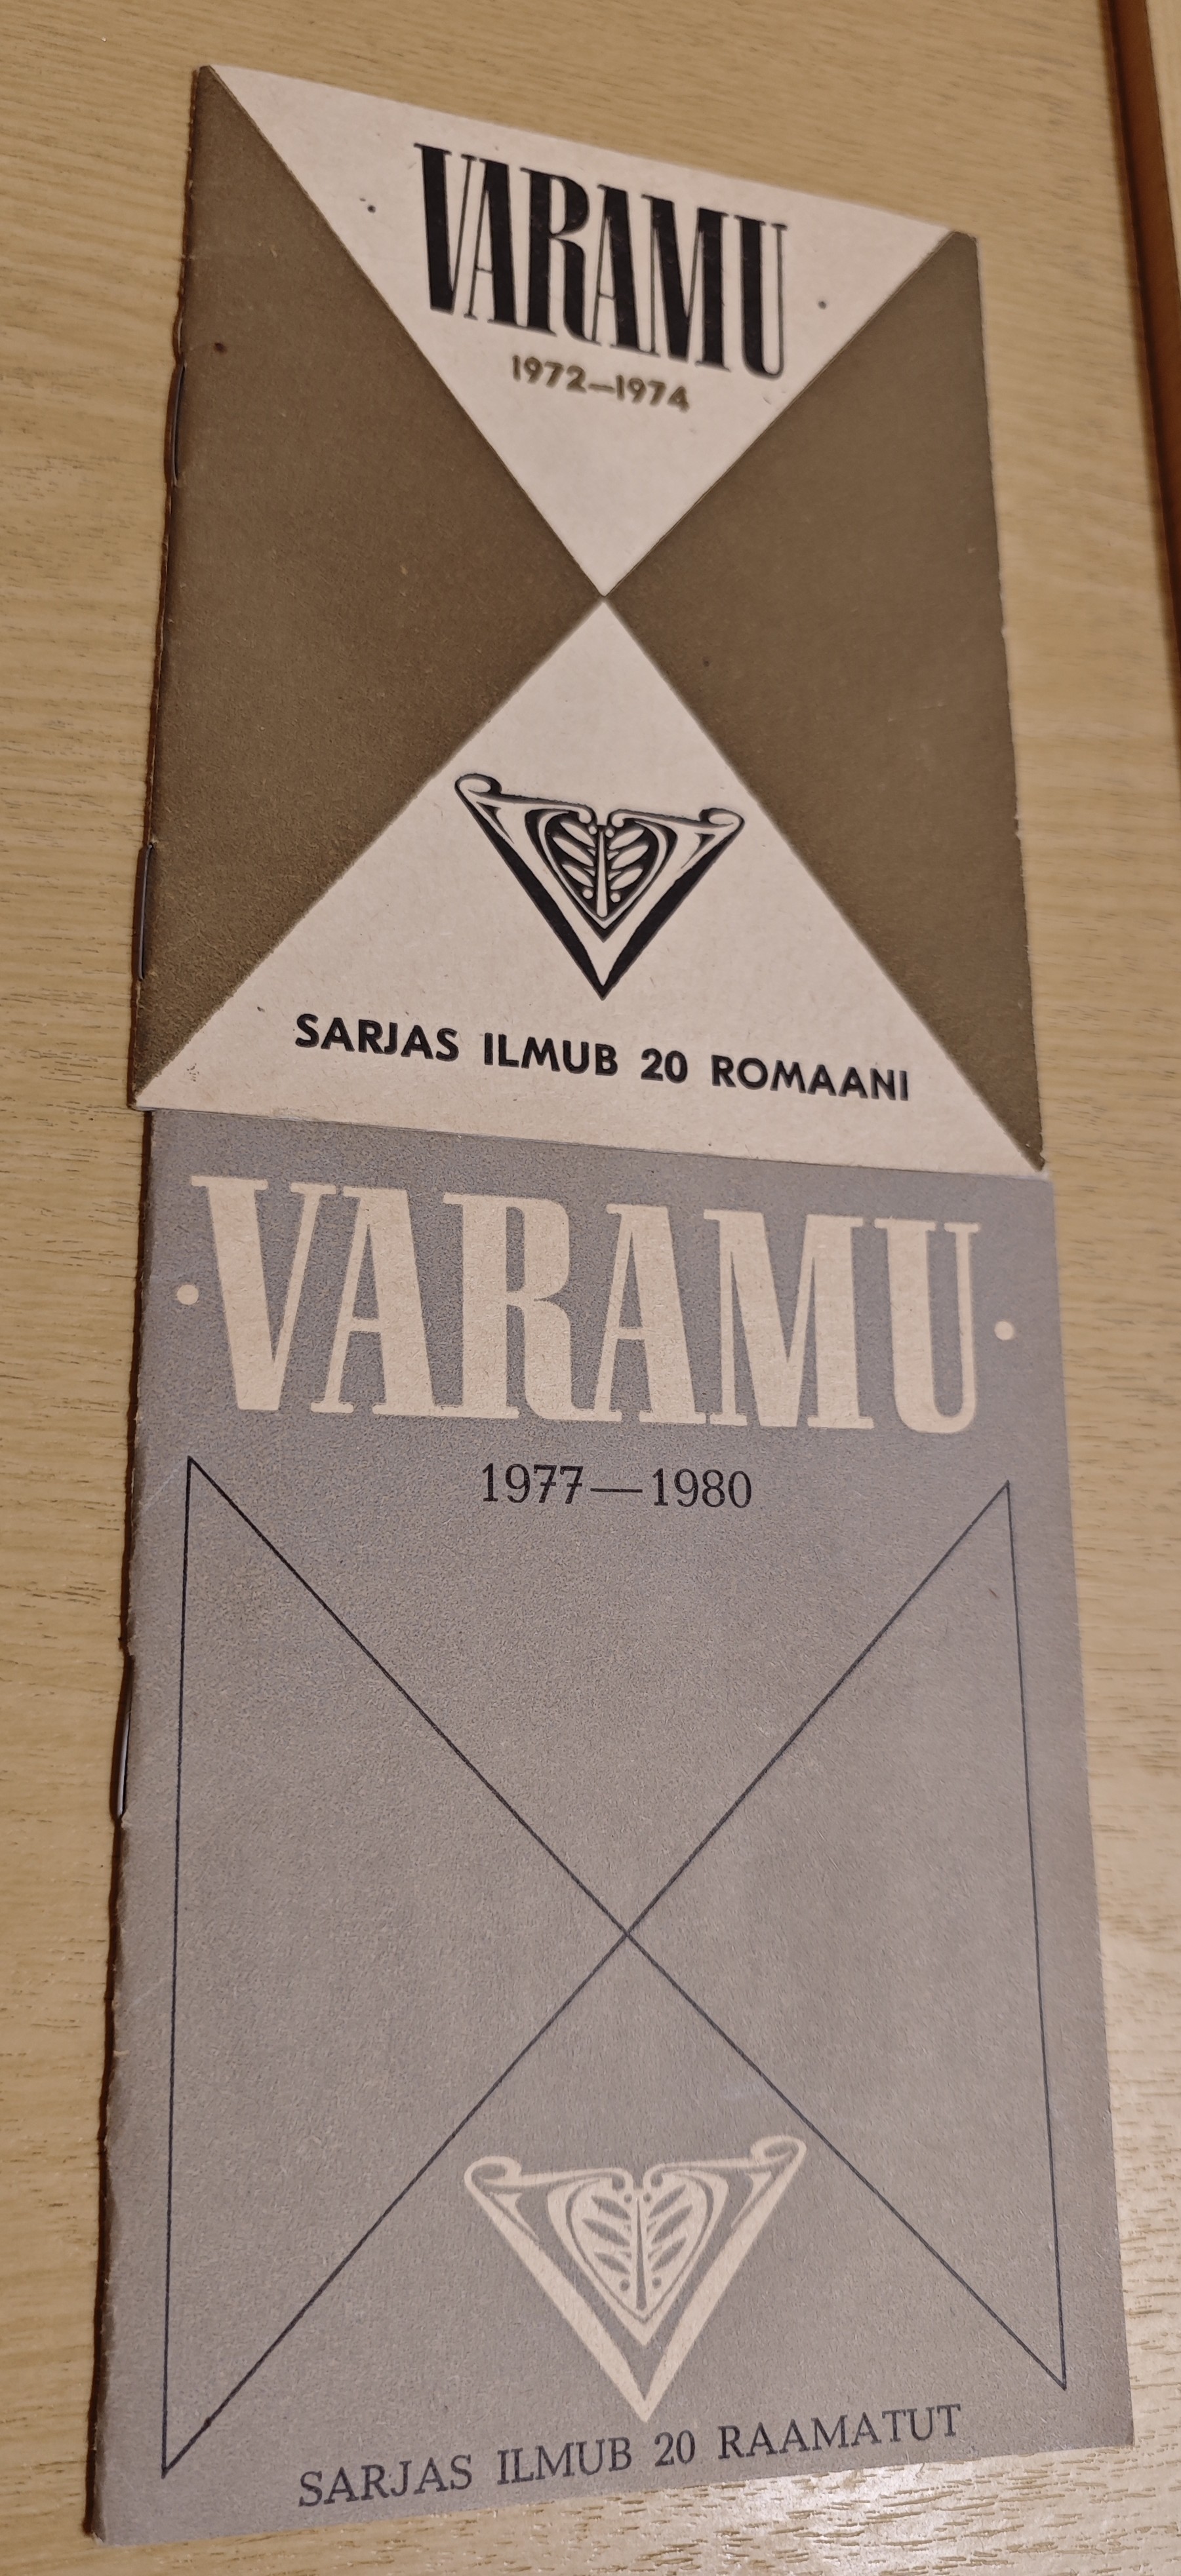 ·VARAMU·
1972—1974
SARJAS ILMUB 20 ROMAANI
·VARAMU·
1977—1980
SARJAS ILMUB 20 RAAMATUT